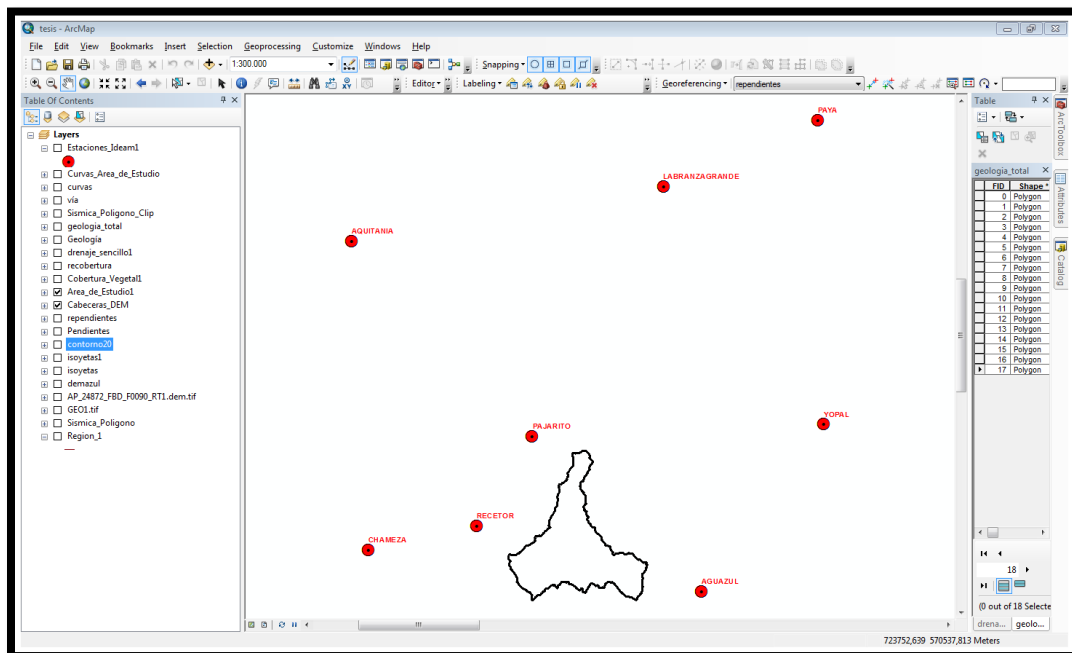 tesis - ArcMap
File Edit View Bookmarks Insert Selection Geoprocessing Customize Windows Help
1:300.000 Snapping
Editor Labeling Georeferencing rependientes
Table Of Contents
Layers
Estaciones_Ideam1
Curvas_Area_de_Estudio
curvas
vía
Sismica_Poligono_Clip
geologia_total
Geología
drenaje_sencillo1
recobertura
Cobertura_Vegetal1
Area_de_Estudio1
Cabeceras_DEM
rependientes
Pendientes
contorno20
isoyetas1
isoyetas
demazul
AP_24872_FBD_F0090_RT1.dem.tif
GEO1.tif
Sismica_Poligono
Region_1
PAYA
LABRANZAGRANDE
AQUITANIA
YOPAL
PAJARITO
RECETOR
CHAMEZA
AGUAZUL
Table
geologia_total
FID Shape *
0 Polygon
1 Polygon
2 Polygon
3 Polygon
4 Polygon
5 Polygon
6 Polygon
7 Polygon
8 Polygon
9 Polygon
10 Polygon
11 Polygon
12 Polygon
13 Polygon
14 Polygon
15 Polygon
16 Polygon
17 Polygon
18
(0 out of 18 Selecte
drena... geolo...
ArcToolbox
Attributes
Catalog
723752,639 570537,813 Meters